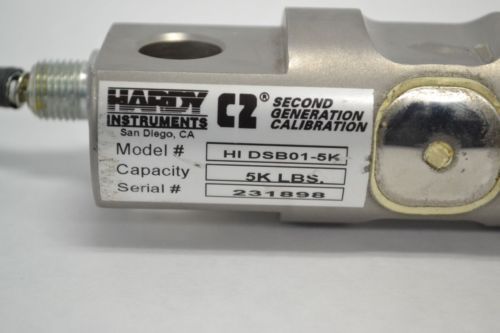 HARDY
INSTRUMENTS
San Diego, CA
C2® SECOND
GENERATION
CALIBRATION
Model # HI DSB01-5K
Capacity 5K LBS.
Serial # 231898